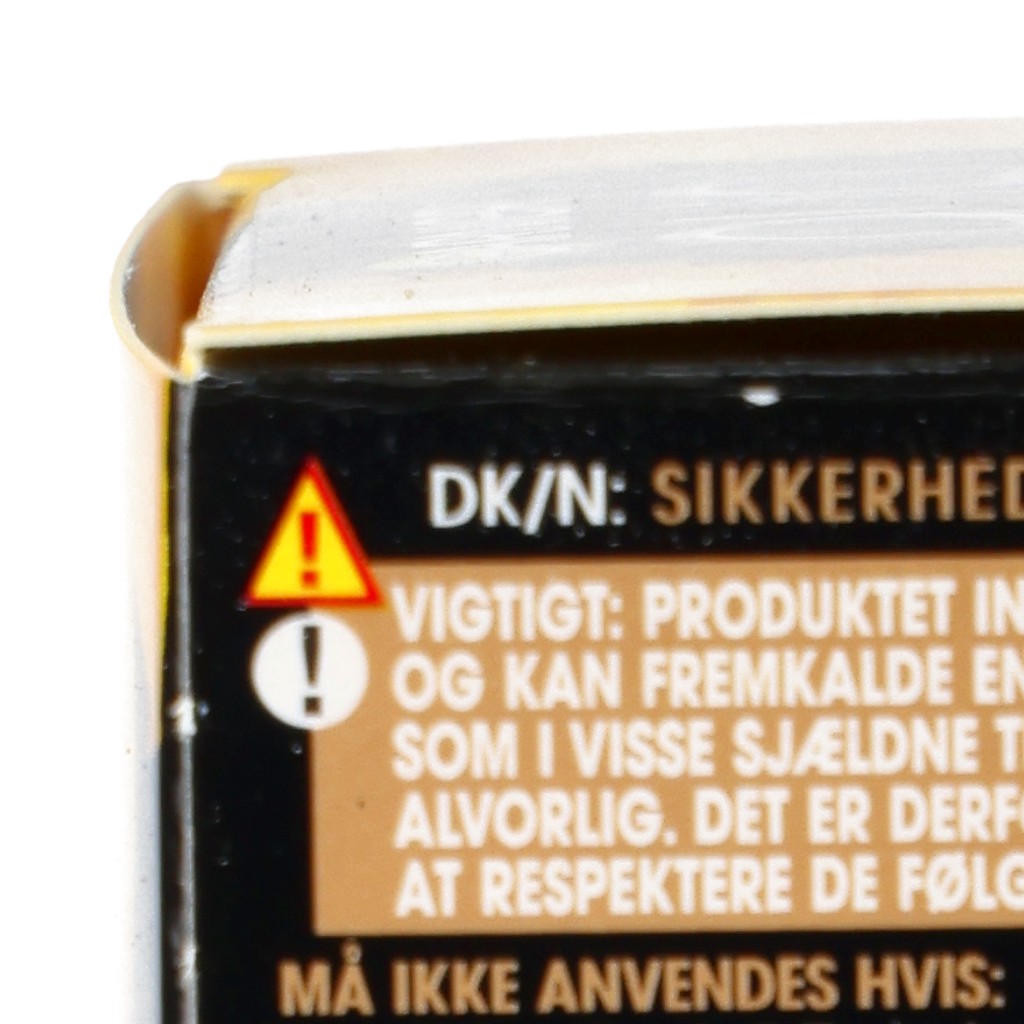 DK/N: SIKKERHED
VIGTIGT: PRODUKTET IN
OG KAN FREMKALDE EN
SOM I VISSE SJÆLDNE
ALVORLIG. DET ER DERFO
AT RESPEKTERE DE FØLG
MÅ IKKE ANVENDES HVIS: